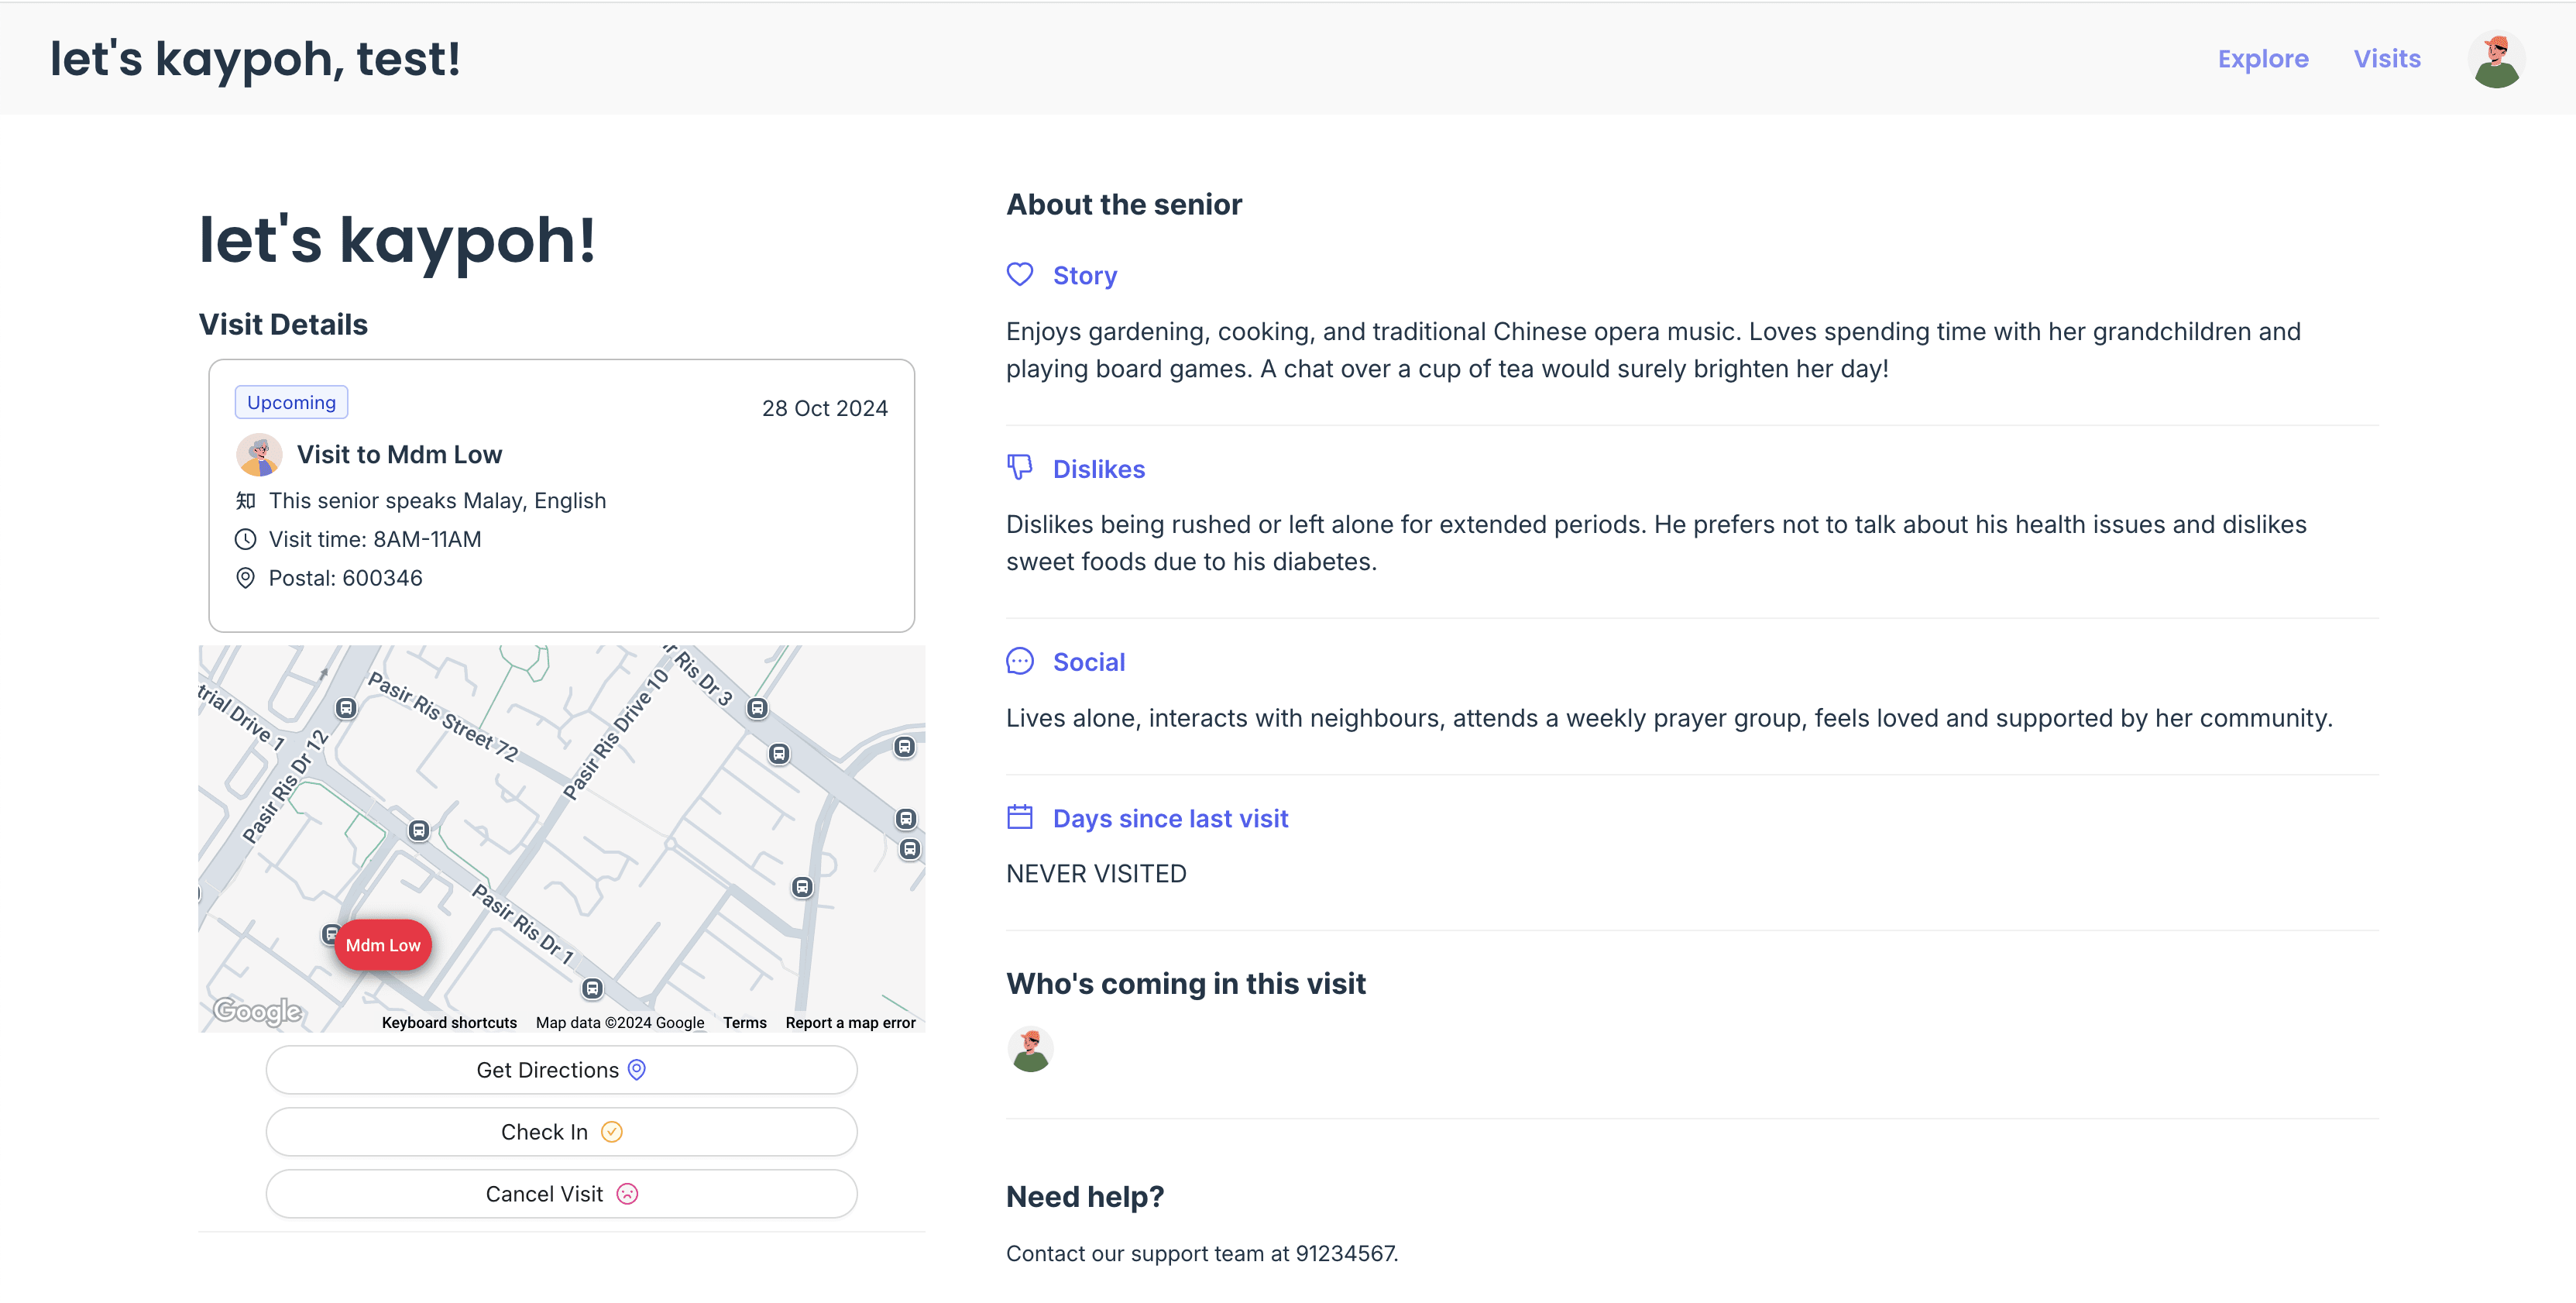 let's kaypoh, test!
Explore
Visits
let's kaypoh!
Visit Details
Upcoming
28 Oct 2024
Visit to Mdm Low
知 This senior speaks Malay, English
Visit time: 8AM-11AM
Postal: 600346
trial Drive 1
Pasir Ris Dr 12
Pasir Ris Street 72
Pasir Ris Drive 10
ir Ris Dr 3
Pasir Ris Dr 1
Mdm Low
Google
Keyboard shortcuts
Map data ©2024 Google
Terms
Report a map error
Get Directions
Check In
Cancel Visit
About the senior
Story
Enjoys gardening, cooking, and traditional Chinese opera music. Loves spending time with her grandchildren and
playing board games. A chat over a cup of tea would surely brighten her day!
Dislikes
Dislikes being rushed or left alone for extended periods. He prefers not to talk about his health issues and dislikes
sweet foods due to his diabetes.
Social
Lives alone, interacts with neighbours, attends a weekly prayer group, feels loved and supported by her community.
Days since last visit
NEVER VISITED
Who's coming in this visit
Need help?
Contact our support team at 91234567.